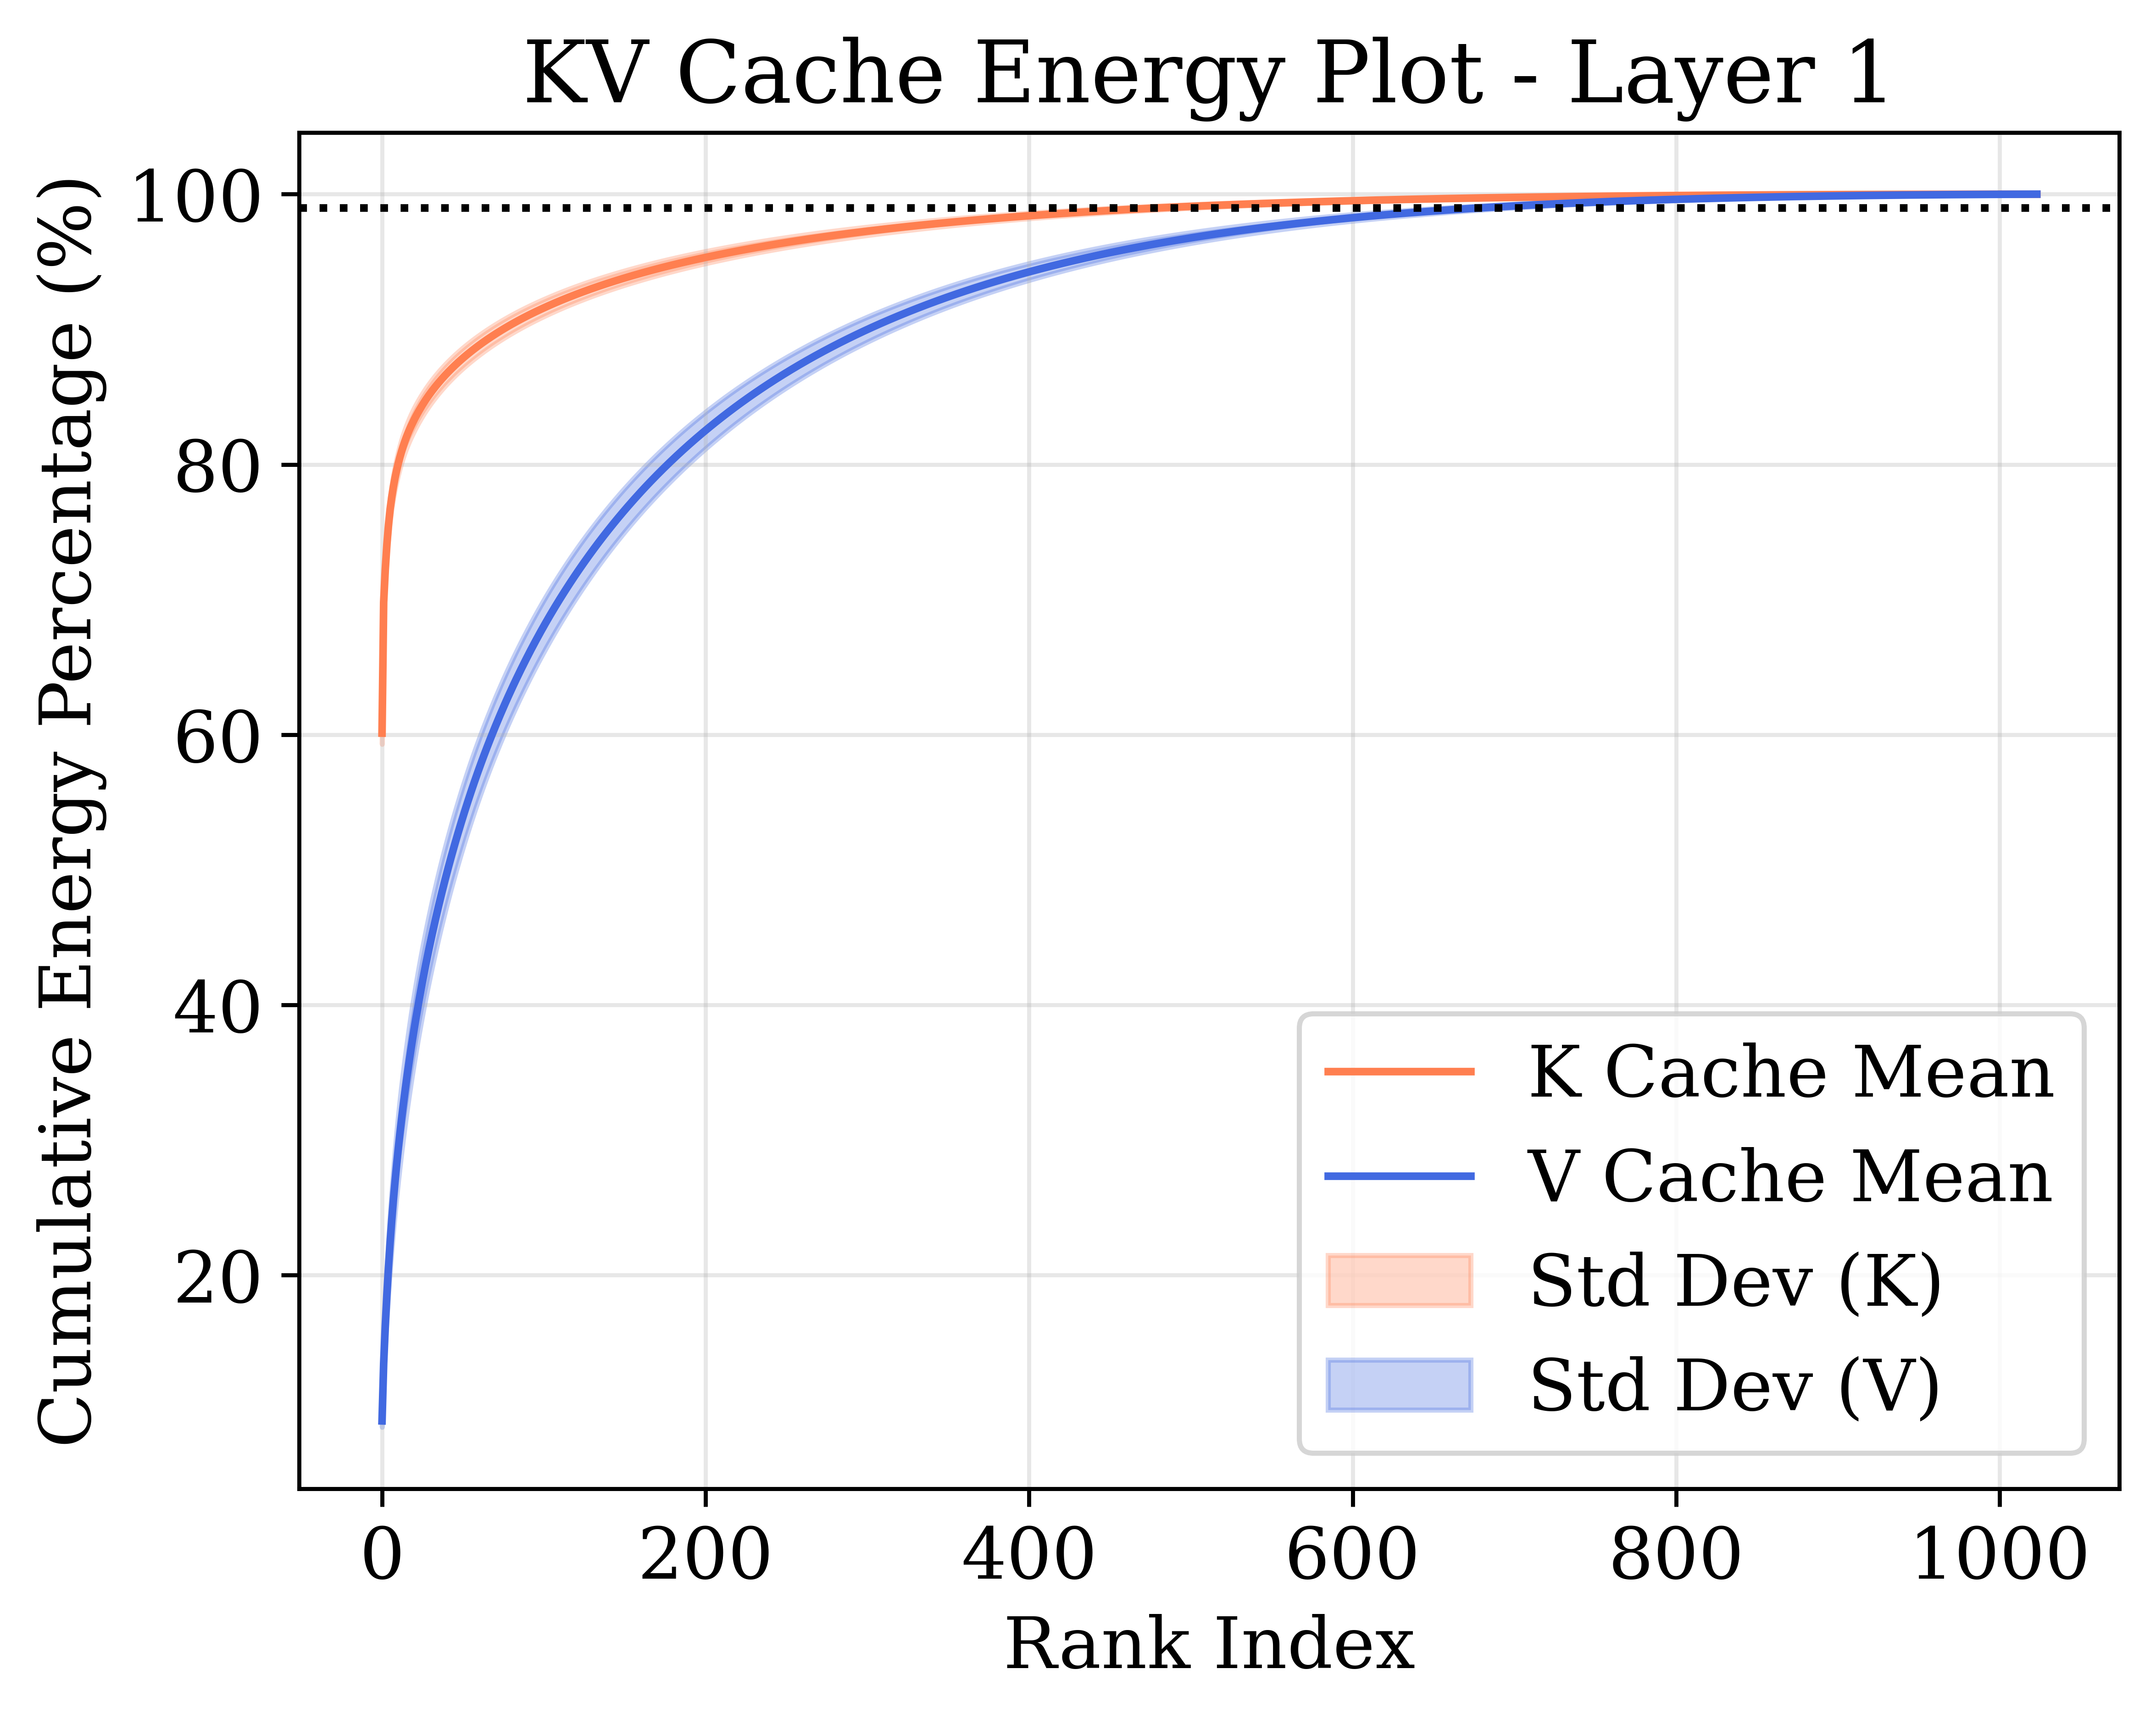 KV Cache Energy Plot - Layer 1
Cumulative Energy Percentage (%)
100
80
60
40
20
K Cache Mean
V Cache Mean
Std Dev (K)
Std Dev (V)
0 200 400 600 800 1000
Rank Index